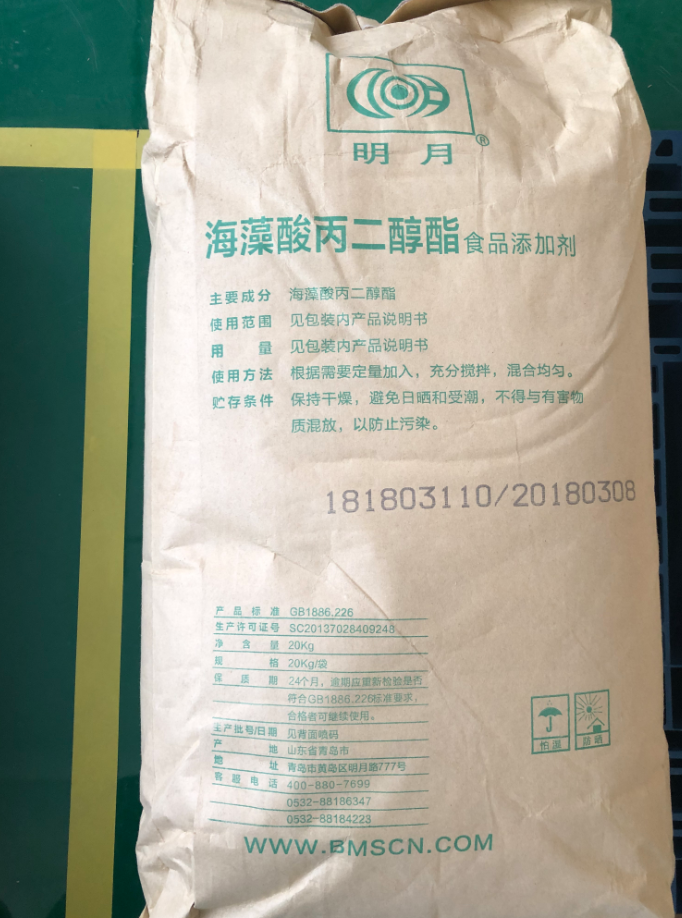 ®
明月
海藻酸丙二醇酯 食品添加剂
主要成分 海藻酸丙二醇酯
使用范围 见包装内产品说明书
用 量 见包装内产品说明书
使用方法 根据需要定量加入，充分搅拌，混合均匀。
贮存条件 保持干燥，避免日晒和受潮，不得与有害物
质混放，以防止污染。
181803110/20180308
产品标准 GB1886.226
生产许可证号 SC20137028409248
净含量 20Kg
规格 20Kg/袋
保质期 24个月，逾期应重新检验是否
符合GB1886.226标准要求，
合格者可继续使用。
生产批号/日期 见背面喷码
产地 山东省青岛市
地址 青岛市黄岛区明月路777号
客服电话 400-880-7699
0532-88186347
0532-88184223
怕湿
怕晒
WWW.BMSCN.COM